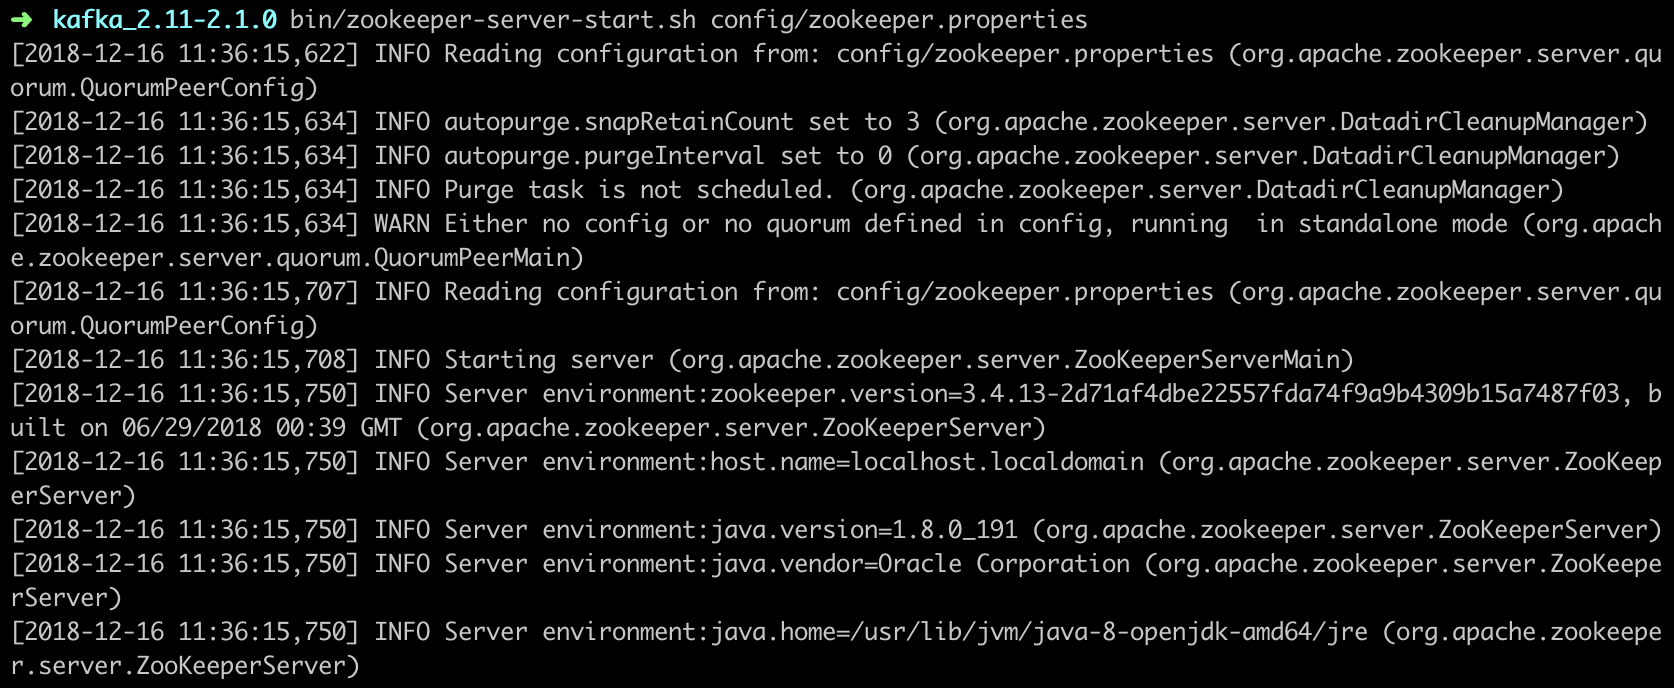 ➜  kafka_2.11-2.1.0 bin/zookeeper-server-start.sh config/zookeeper.properties
[2018-12-16 11:36:15,622] INFO Reading configuration from: config/zookeeper.properties (org.apache.zookeeper.server.qu
orum.QuorumPeerConfig)
[2018-12-16 11:36:15,634] INFO autopurge.snapRetainCount set to 3 (org.apache.zookeeper.server.DatadirCleanupManager)
[2018-12-16 11:36:15,634] INFO autopurge.purgeInterval set to 0 (org.apache.zookeeper.server.DatadirCleanupManager)
[2018-12-16 11:36:15,634] INFO Purge task is not scheduled. (org.apache.zookeeper.server.DatadirCleanupManager)
[2018-12-16 11:36:15,634] WARN Either no config or no quorum defined in config, running  in standalone mode (org.apach
e.zookeeper.server.quorum.QuorumPeerMain)
[2018-12-16 11:36:15,707] INFO Reading configuration from: config/zookeeper.properties (org.apache.zookeeper.server.qu
orum.QuorumPeerConfig)
[2018-12-16 11:36:15,708] INFO Starting server (org.apache.zookeeper.server.ZooKeeperServerMain)
[2018-12-16 11:36:15,750] INFO Server environment:zookeeper.version=3.4.13-2d71af4dbe22557fda74f9a9b4309b15a7487f03, b
uilt on 06/29/2018 00:39 GMT (org.apache.zookeeper.server.ZooKeeperServer)
[2018-12-16 11:36:15,750] INFO Server environment:host.name=localhost.localdomain (org.apache.zookeeper.server.ZooKeep
erServer)
[2018-12-16 11:36:15,750] INFO Server environment:java.version=1.8.0_191 (org.apache.zookeeper.server.ZooKeeperServer)
[2018-12-16 11:36:15,750] INFO Server environment:java.vendor=Oracle Corporation (org.apache.zookeeper.server.ZooKeepe
rServer)
[2018-12-16 11:36:15,750] INFO Server environment:java.home=/usr/lib/jvm/java-8-openjdk-amd64/jre (org.apache.zookeepe
r.server.ZooKeeperServer)